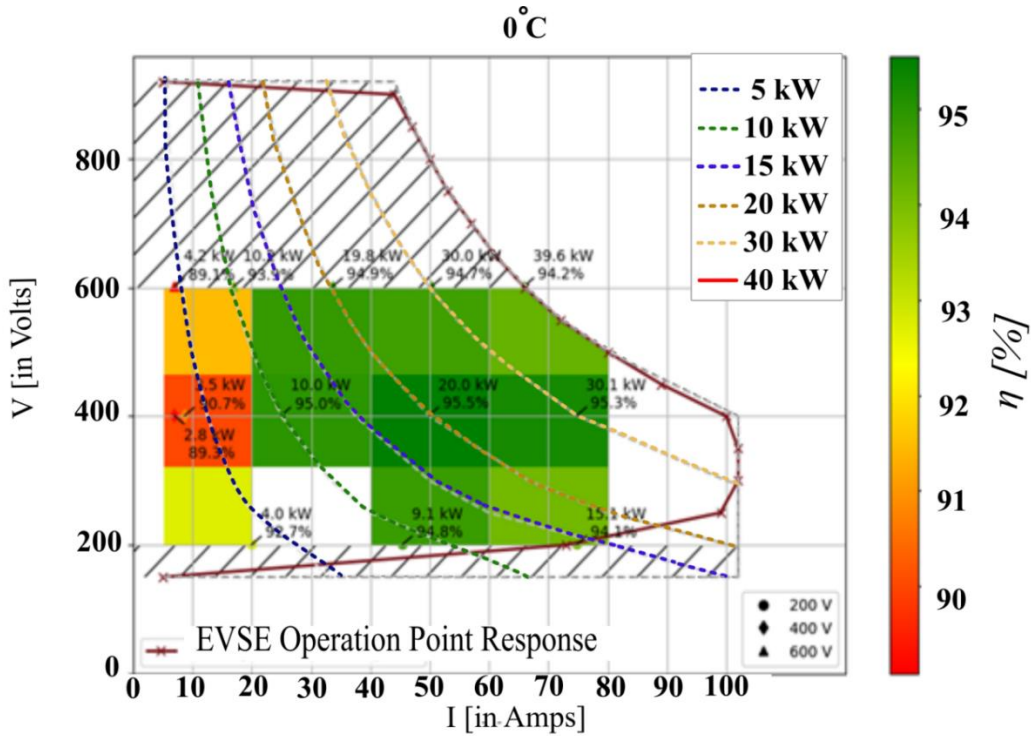 0°C
5 kW
10 kW
15 kW
20 kW
30 kW
40 kW
95
94
93
92
91
90
η [%]
V [in Volts]
800
600
400
200
0
4.2 kW
89.1%
93.9%
19.8 kW
94.9%
30.0 kW
94.7%
39.6 kW
94.2%
90.7%
2.8 kW
89.3%
10.0 kW
95.0%
20.0 kW
95.5%
30.1 kW
95.3%
4.0 kW
92.7%
9.1 kW
94.8%
94.1%
EVSE Operation Point Response
200 V
400 V
600 V
0 10 20 30 40 50 60 70 80 90 100
I [in Amps]